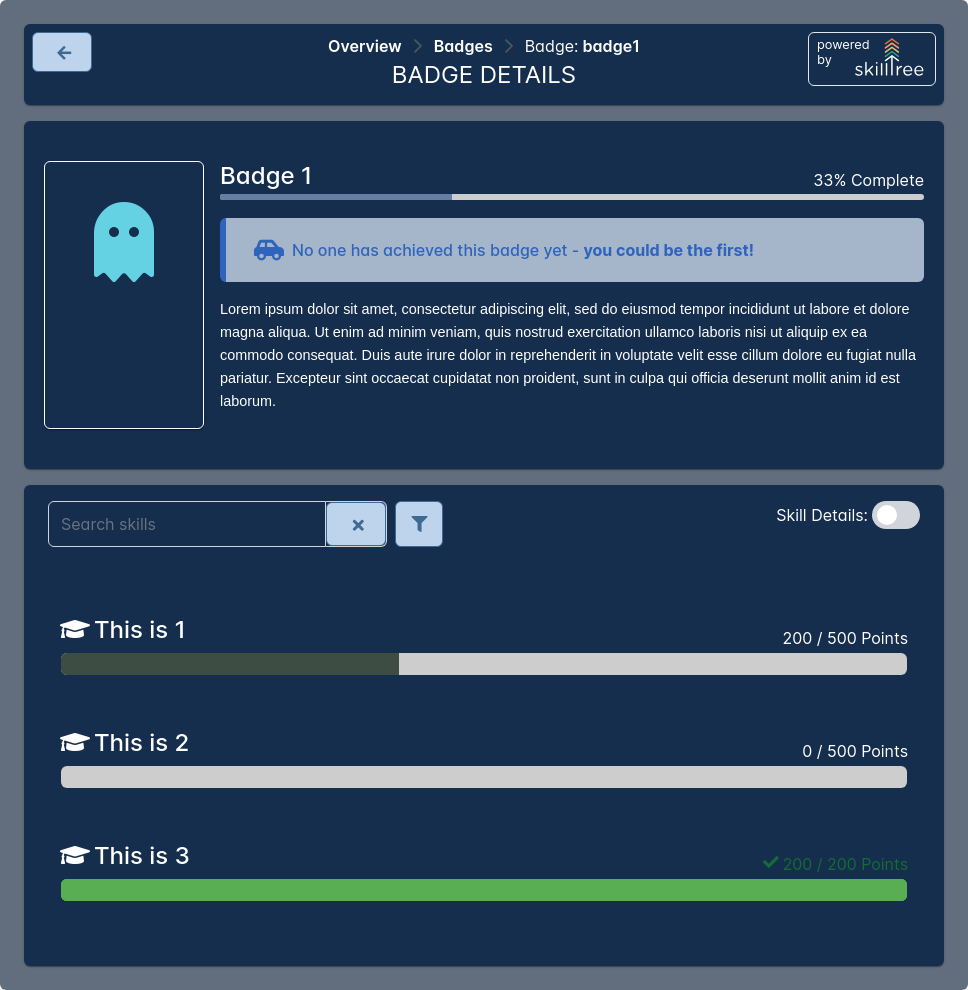 Overview Badges Badge: badge1
BADGE DETAILS
powered
by
skilltree
Badge 1
33% Complete
No one has achieved this badge yet - you could be the first!
Lorem ipsum dolor sit amet, consectetur adipiscing elit, sed do eiusmod tempor incididunt ut labore et dolore
magna aliqua. Ut enim ad minim veniam, quis nostrud exercitation ullamco laboris nisi ut aliquip ex ea
commodo consequat. Duis aute irure dolor in reprehenderit in voluptate velit esse cillum dolore eu fugiat nulla
pariatur. Excepteur sint occaecat cupidatat non proident, sunt in culpa qui officia deserunt mollit anim id est
laborum.
Search skills
Skill Details:
This is 1
200 / 500 Points
This is 2
0 / 500 Points
This is 3
200 / 200 Points